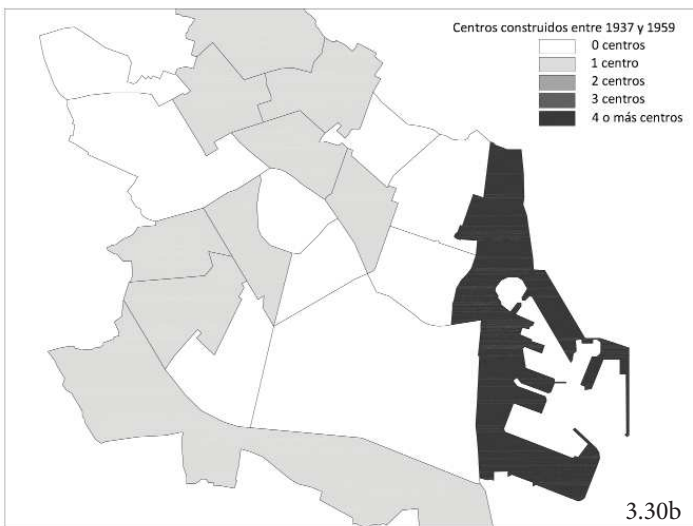 Centros construidos entre 1937 y 1959
0 centros
1 centro
2 centros
3 centros
4 o más centros
3.30b